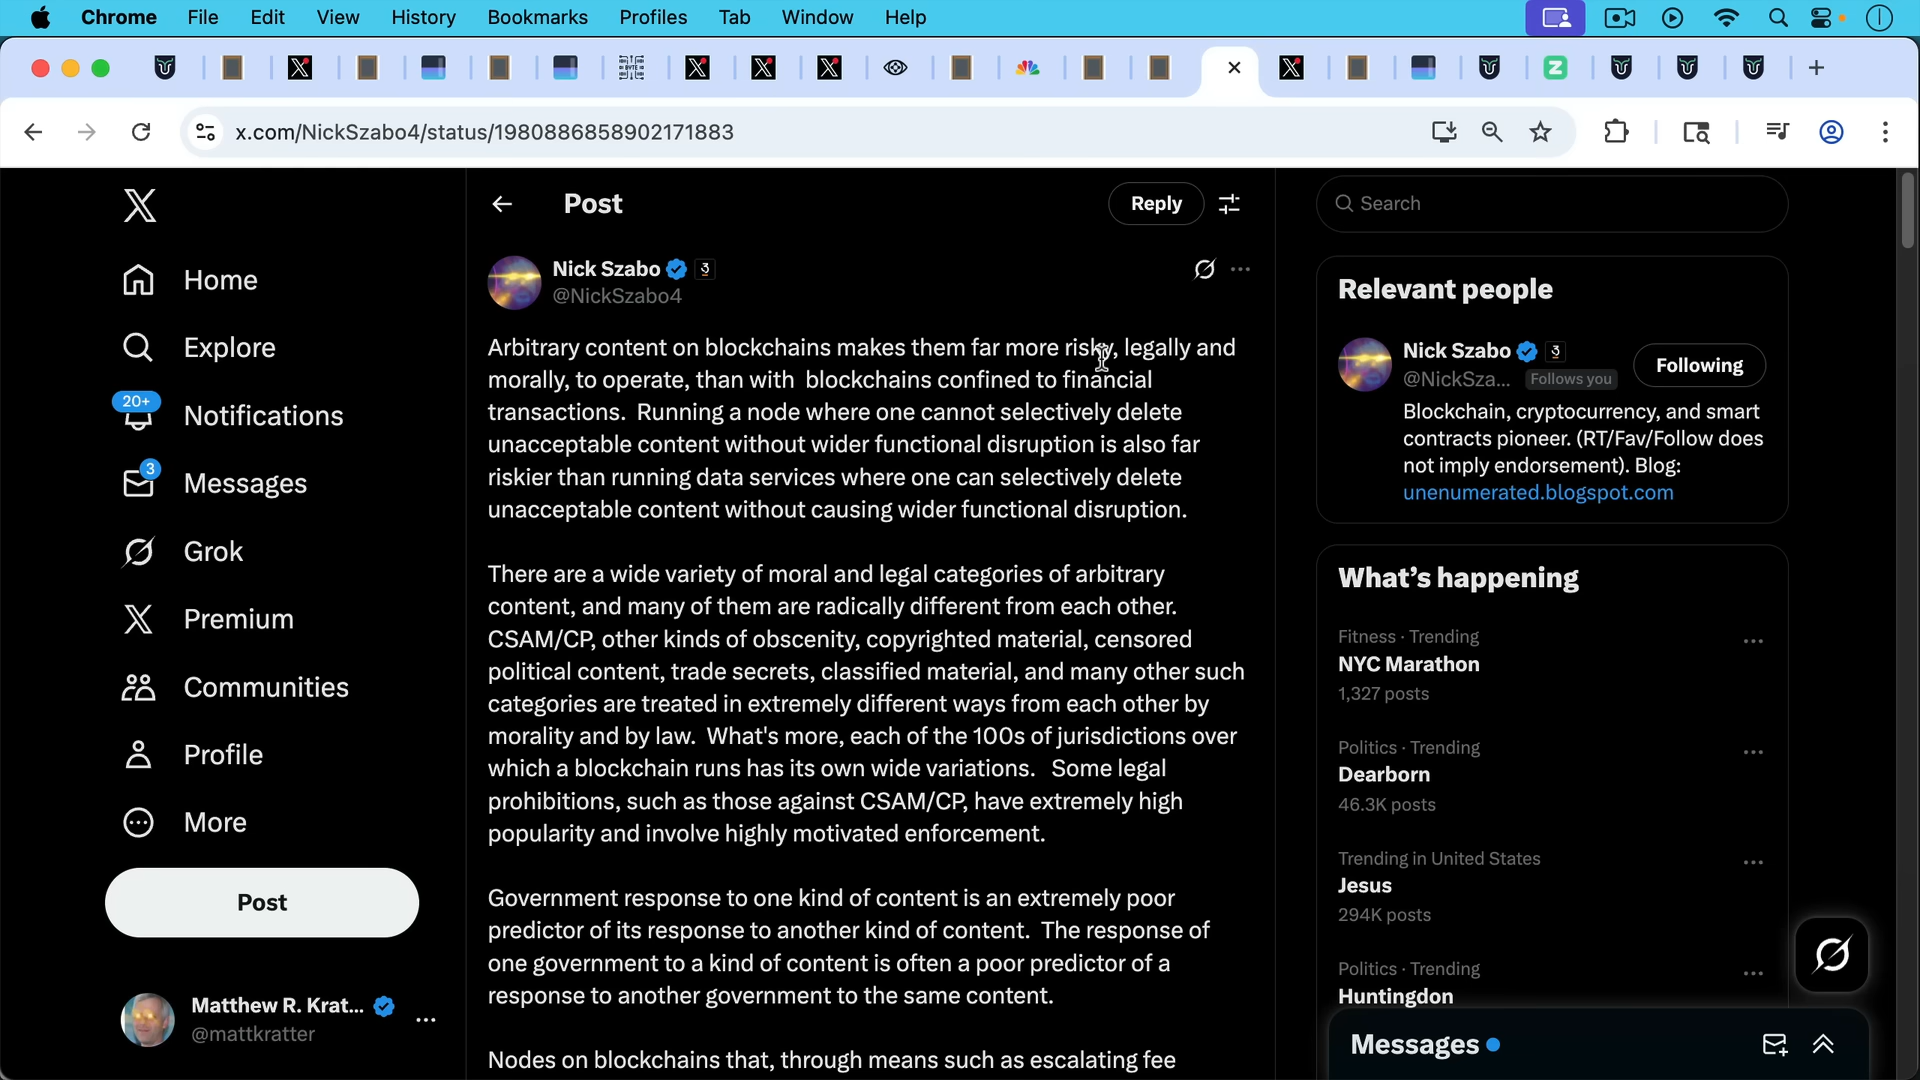 Chrome File Edit View History Bookmarks Profiles Tab Window Help
x.com/NickSzabo4/status/1980886858902171883
Home
Explore
20+
Notifications
3
Messages
Grok
Premium
Communities
Profile
More
Post
Matthew R. Krat...
@mattkratter
Post
Reply
Nick Szabo
@NickSzabo4
Arbitrary content on blockchains makes them far more risky, legally and
morally, to operate, than with  blockchains confined to financial
transactions.  Running a node where one cannot selectively delete
unacceptable content without wider functional disruption is also far
riskier than running data services where one can selectively delete
unacceptable content without causing wider functional disruption.
There are a wide variety of moral and legal categories of arbitrary
content, and many of them are radically different from each other.
CSAM/CP, other kinds of obscenity, copyrighted material, censored
political content, trade secrets, classified material, and many other such
categories are treated in extremely different ways from each other by
morality and by law.  What's more, each of the 100s of jurisdictions over
which a blockchain runs has its own wide variations.   Some legal
prohibitions, such as those against CSAM/CP, have extremely high
popularity and involve highly motivated enforcement.
Government response to one kind of content is an extremely poor
predictor of its response to another kind of content.  The response of
one government to a kind of content is often a poor predictor of a
response to another government to the same content.
Nodes on blockchains that, through means such as escalating fee
Search
Relevant people
Nick Szabo
@NickSza... Follows you
Following
Blockchain, cryptocurrency, and smart
contracts pioneer. (RT/Fav/Follow does
not imply endorsement). Blog:
unenumerated.blogspot.com
What's happening
Fitness · Trending
NYC Marathon
1,327 posts
Politics · Trending
Dearborn
46.3K posts
Trending in United States
Jesus
294K posts
Politics · Trending
Huntingdon
Messages